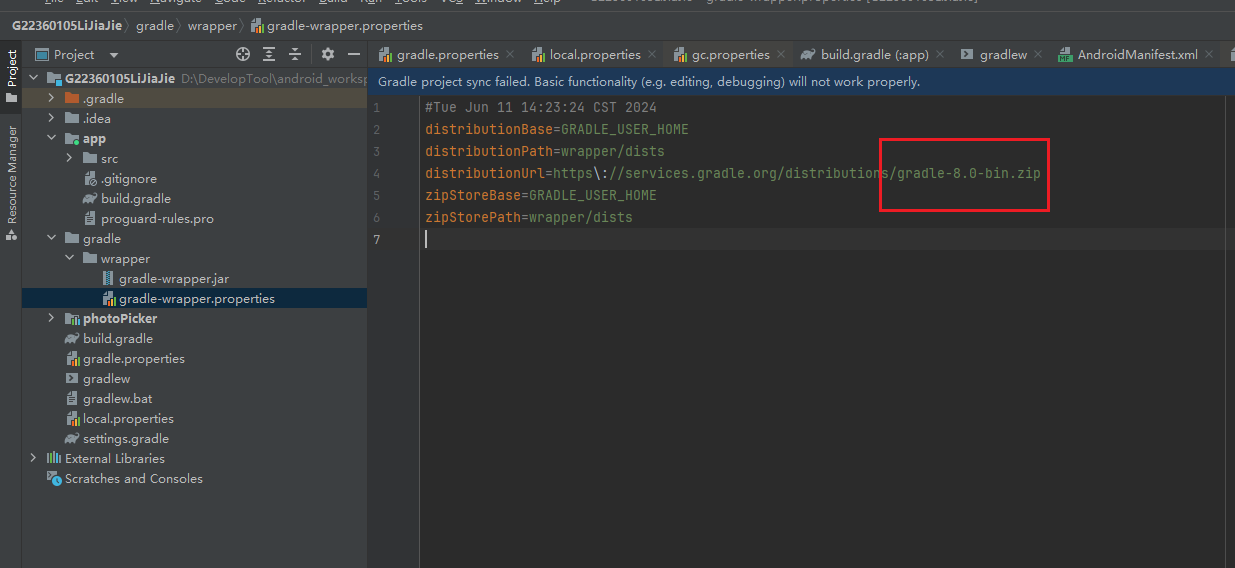 G22360105LiJiaJie
gradle
wrapper
gradle-wrapper.properties
Project
gradle.properties
local.properties
gc.properties
build.gradle (:app)
gradlew
AndroidManifest.xml
Project
Resource Manager
G22360105LiJiaJie D:\DevelopTool\android_worksp
.gradle
.idea
app
src
.gitignore
build.gradle
proguard-rules.pro
gradle
wrapper
gradle-wrapper.jar
gradle-wrapper.properties
photoPicker
build.gradle
gradle.properties
gradlew
gradlew.bat
local.properties
settings.gradle
External Libraries
Scratches and Consoles
Gradle project sync failed. Basic functionality (e.g. editing, debugging) will not work properly.
1 #Tue Jun 11 14:23:24 CST 2024
2 distributionBase=GRADLE_USER_HOME
3 distributionPath=wrapper/dists
4 distributionUrl=https\://services.gradle.org/distributions/gradle-8.0-bin.zip
5 zipStoreBase=GRADLE_USER_HOME
6 zipStorePath=wrapper/dists
7